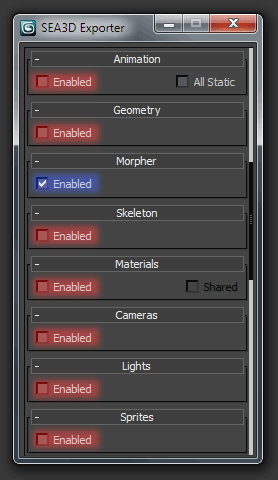 SEA3D Exporter
- Animation
Enabled All Static
- Geometry
Enabled
- Morpher
Enabled
- Skeleton
Enabled
- Materials
Enabled Shared
- Cameras
Enabled
- Lights
Enabled
- Sprites
Enabled